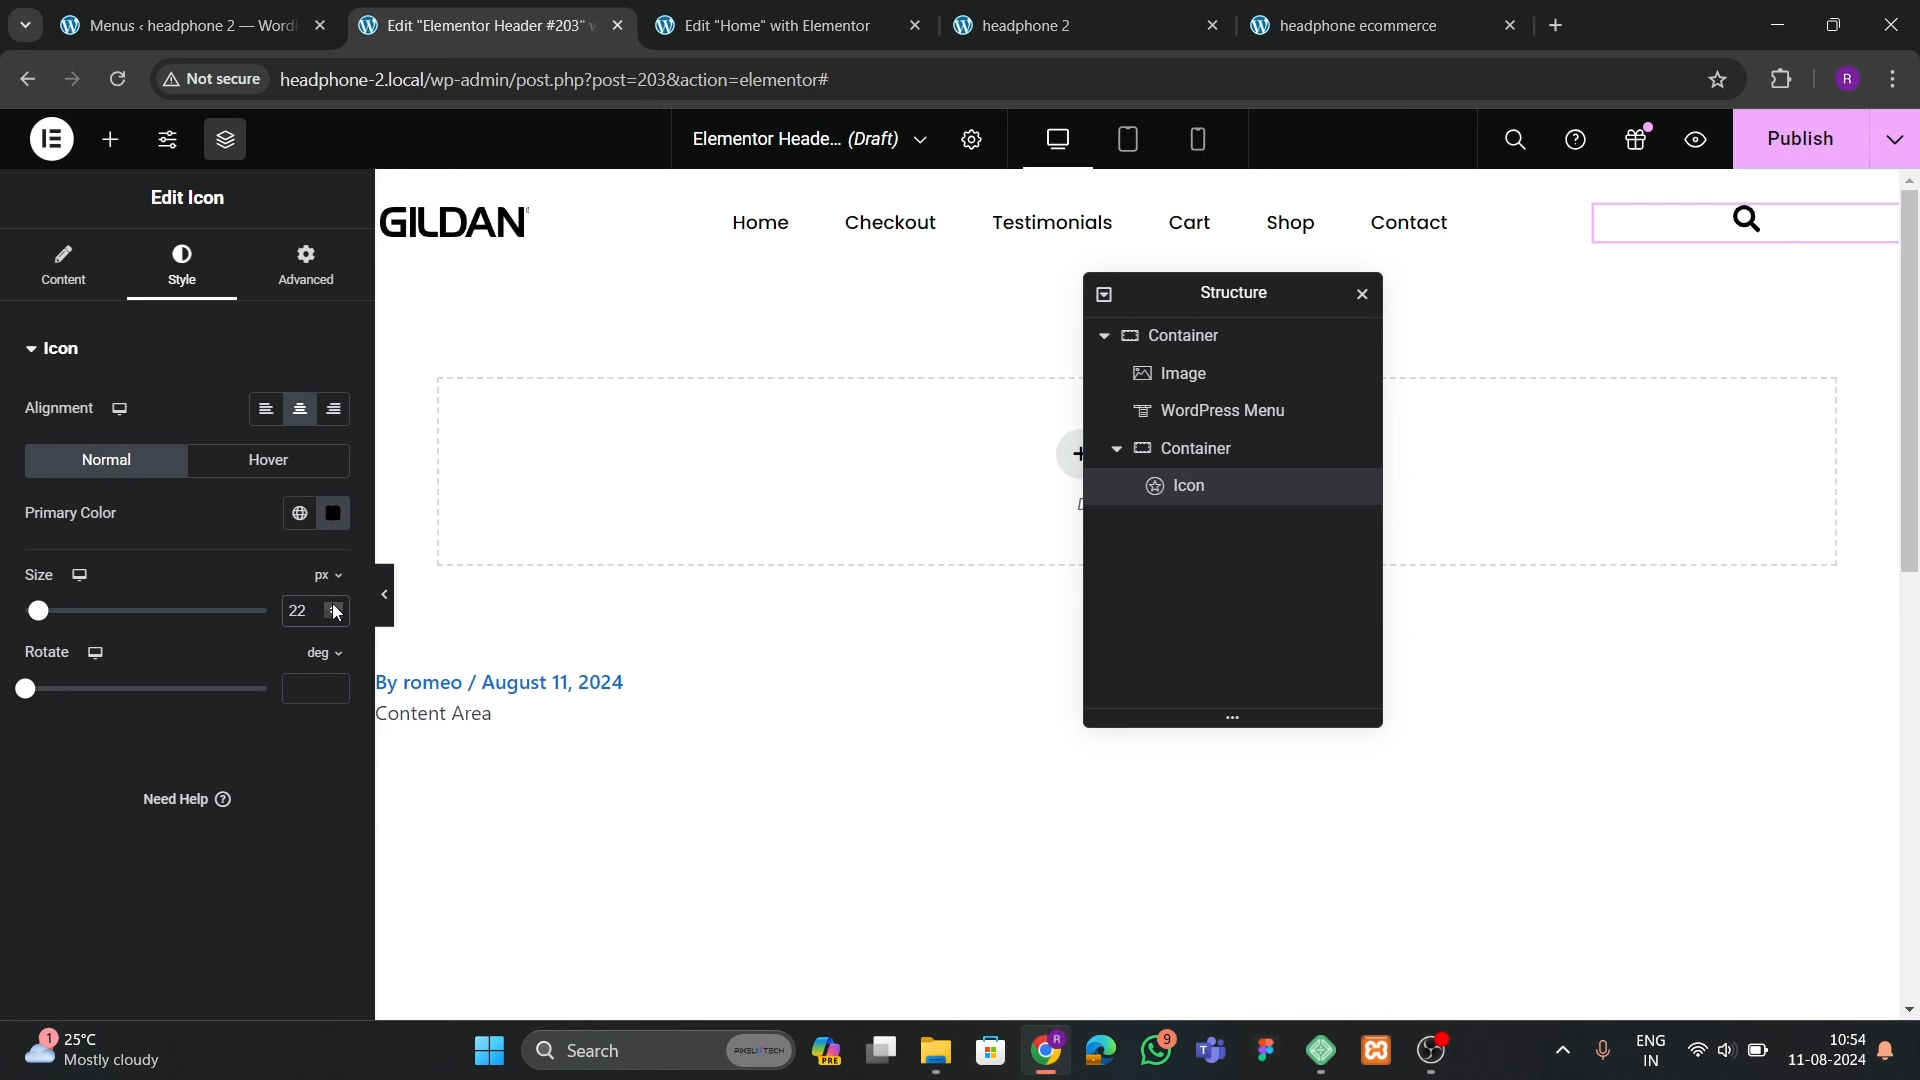 Menus ‹ headphone 2 — Word
Edit "Elementor Header #203" w
Edit "Home" with Elementor
headphone 2
headphone ecommerce
Not secure
headphone-2.local/wp-admin/post.php?post=203&action=elementor#
R
Elementor Heade... (Draft)
Publish
Edit Icon
Content
Style
Advanced
Icon
Alignment
Normal
Hover
Primary Color
Size
px
22
Rotate
deg
Need Help
GILDAN
Home
Checkout
Testimonials
Cart
Shop
Contact
Structure
Container
Image
WordPress Menu
Container
Icon
By romeo / August 11, 2024
Content Area
1
25°C
Mostly cloudy
Search
PRE
R
9
ENG
IN
10:54
11-08-2024